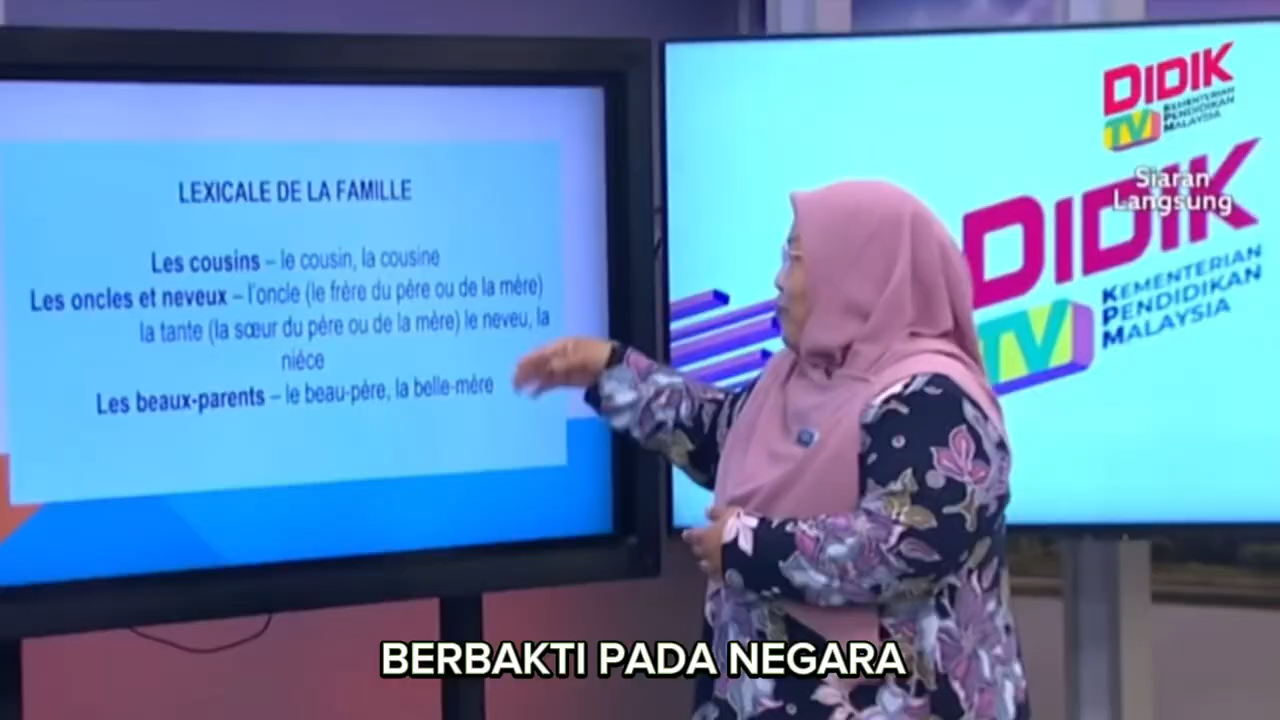 LEXICALE DE LA FAMILLE
Les cousins – le cousin, la cousine
Les oncles et neveux – l'oncle (le frère du père ou de la mère)
la tante (la sœur du père ou de la mère) le neveu, la
niéce
Les beaux-parents – le beau-père, la belle-mère
DIDIK
TV
KEMENTERIAN
PENDIDIKAN
MALAYSIA
Siaran
Langsung
DIDIK
TV
KEMENTERIAN
PENDIDIKAN
MALAYSIA
BERBAKTI PADA NEGARA